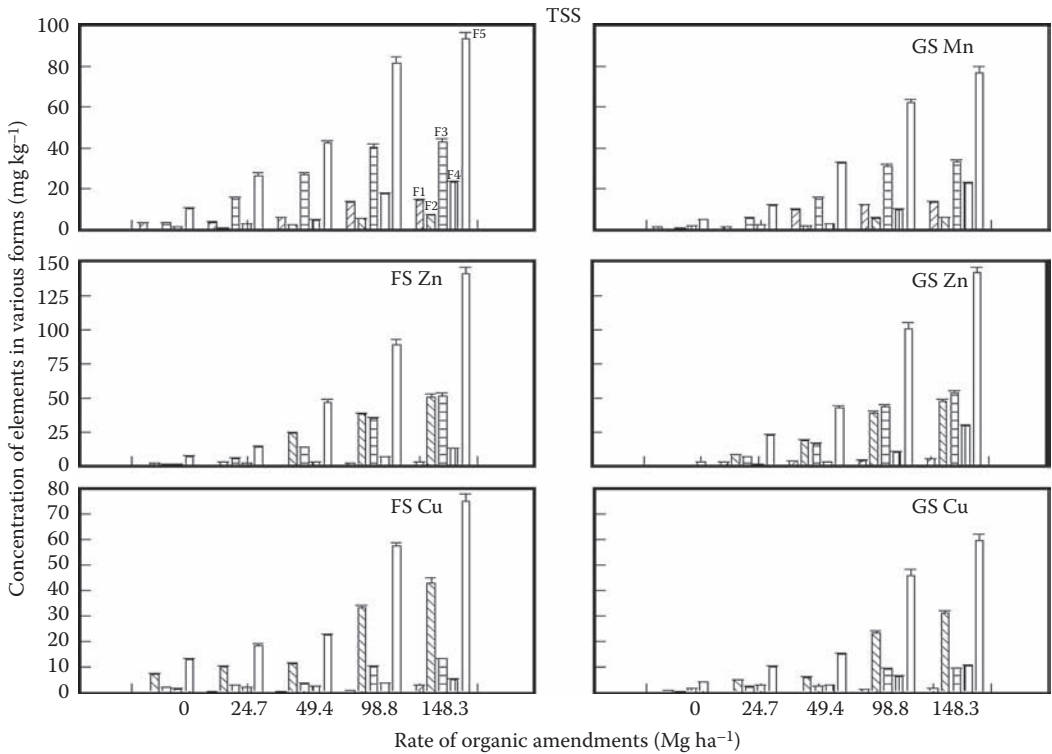 TSS
Concentration of elements in various forms (mg kg⁻¹)
100
80
60
40
20
0
F1
F2
F3
F4
F5
GS Mn
150
125
100
75
50
25
0
FS Zn
GS Zn
80
70
60
50
40
30
20
10
0
FS Cu
GS Cu
0 24.7 49.4 98.8 148.3
0 24.7 49.4 98.8 148.3
Rate of organic amendments (Mg ha⁻¹)